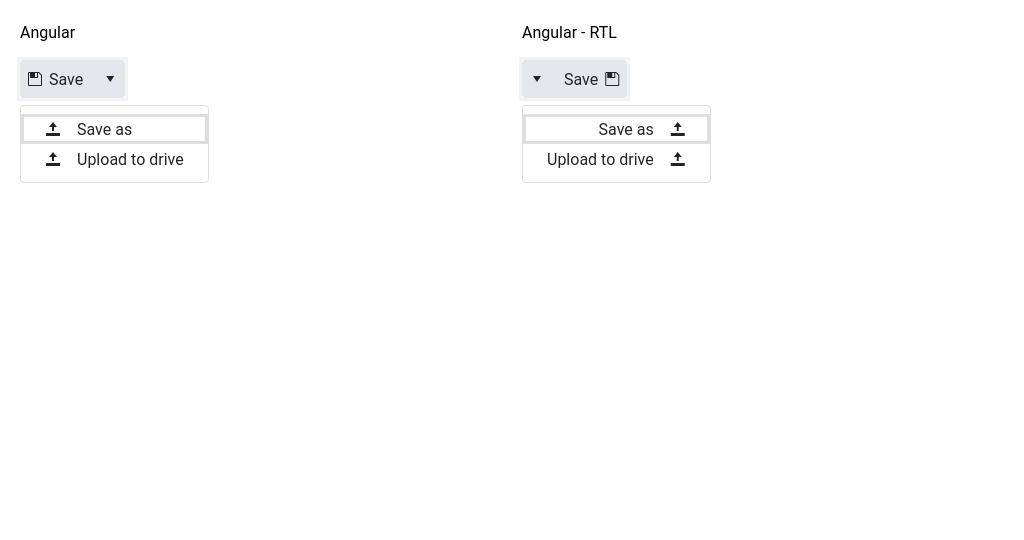 Angular
Save
Save as
Upload to drive
Angular - RTL
Save
Save as
Upload to drive